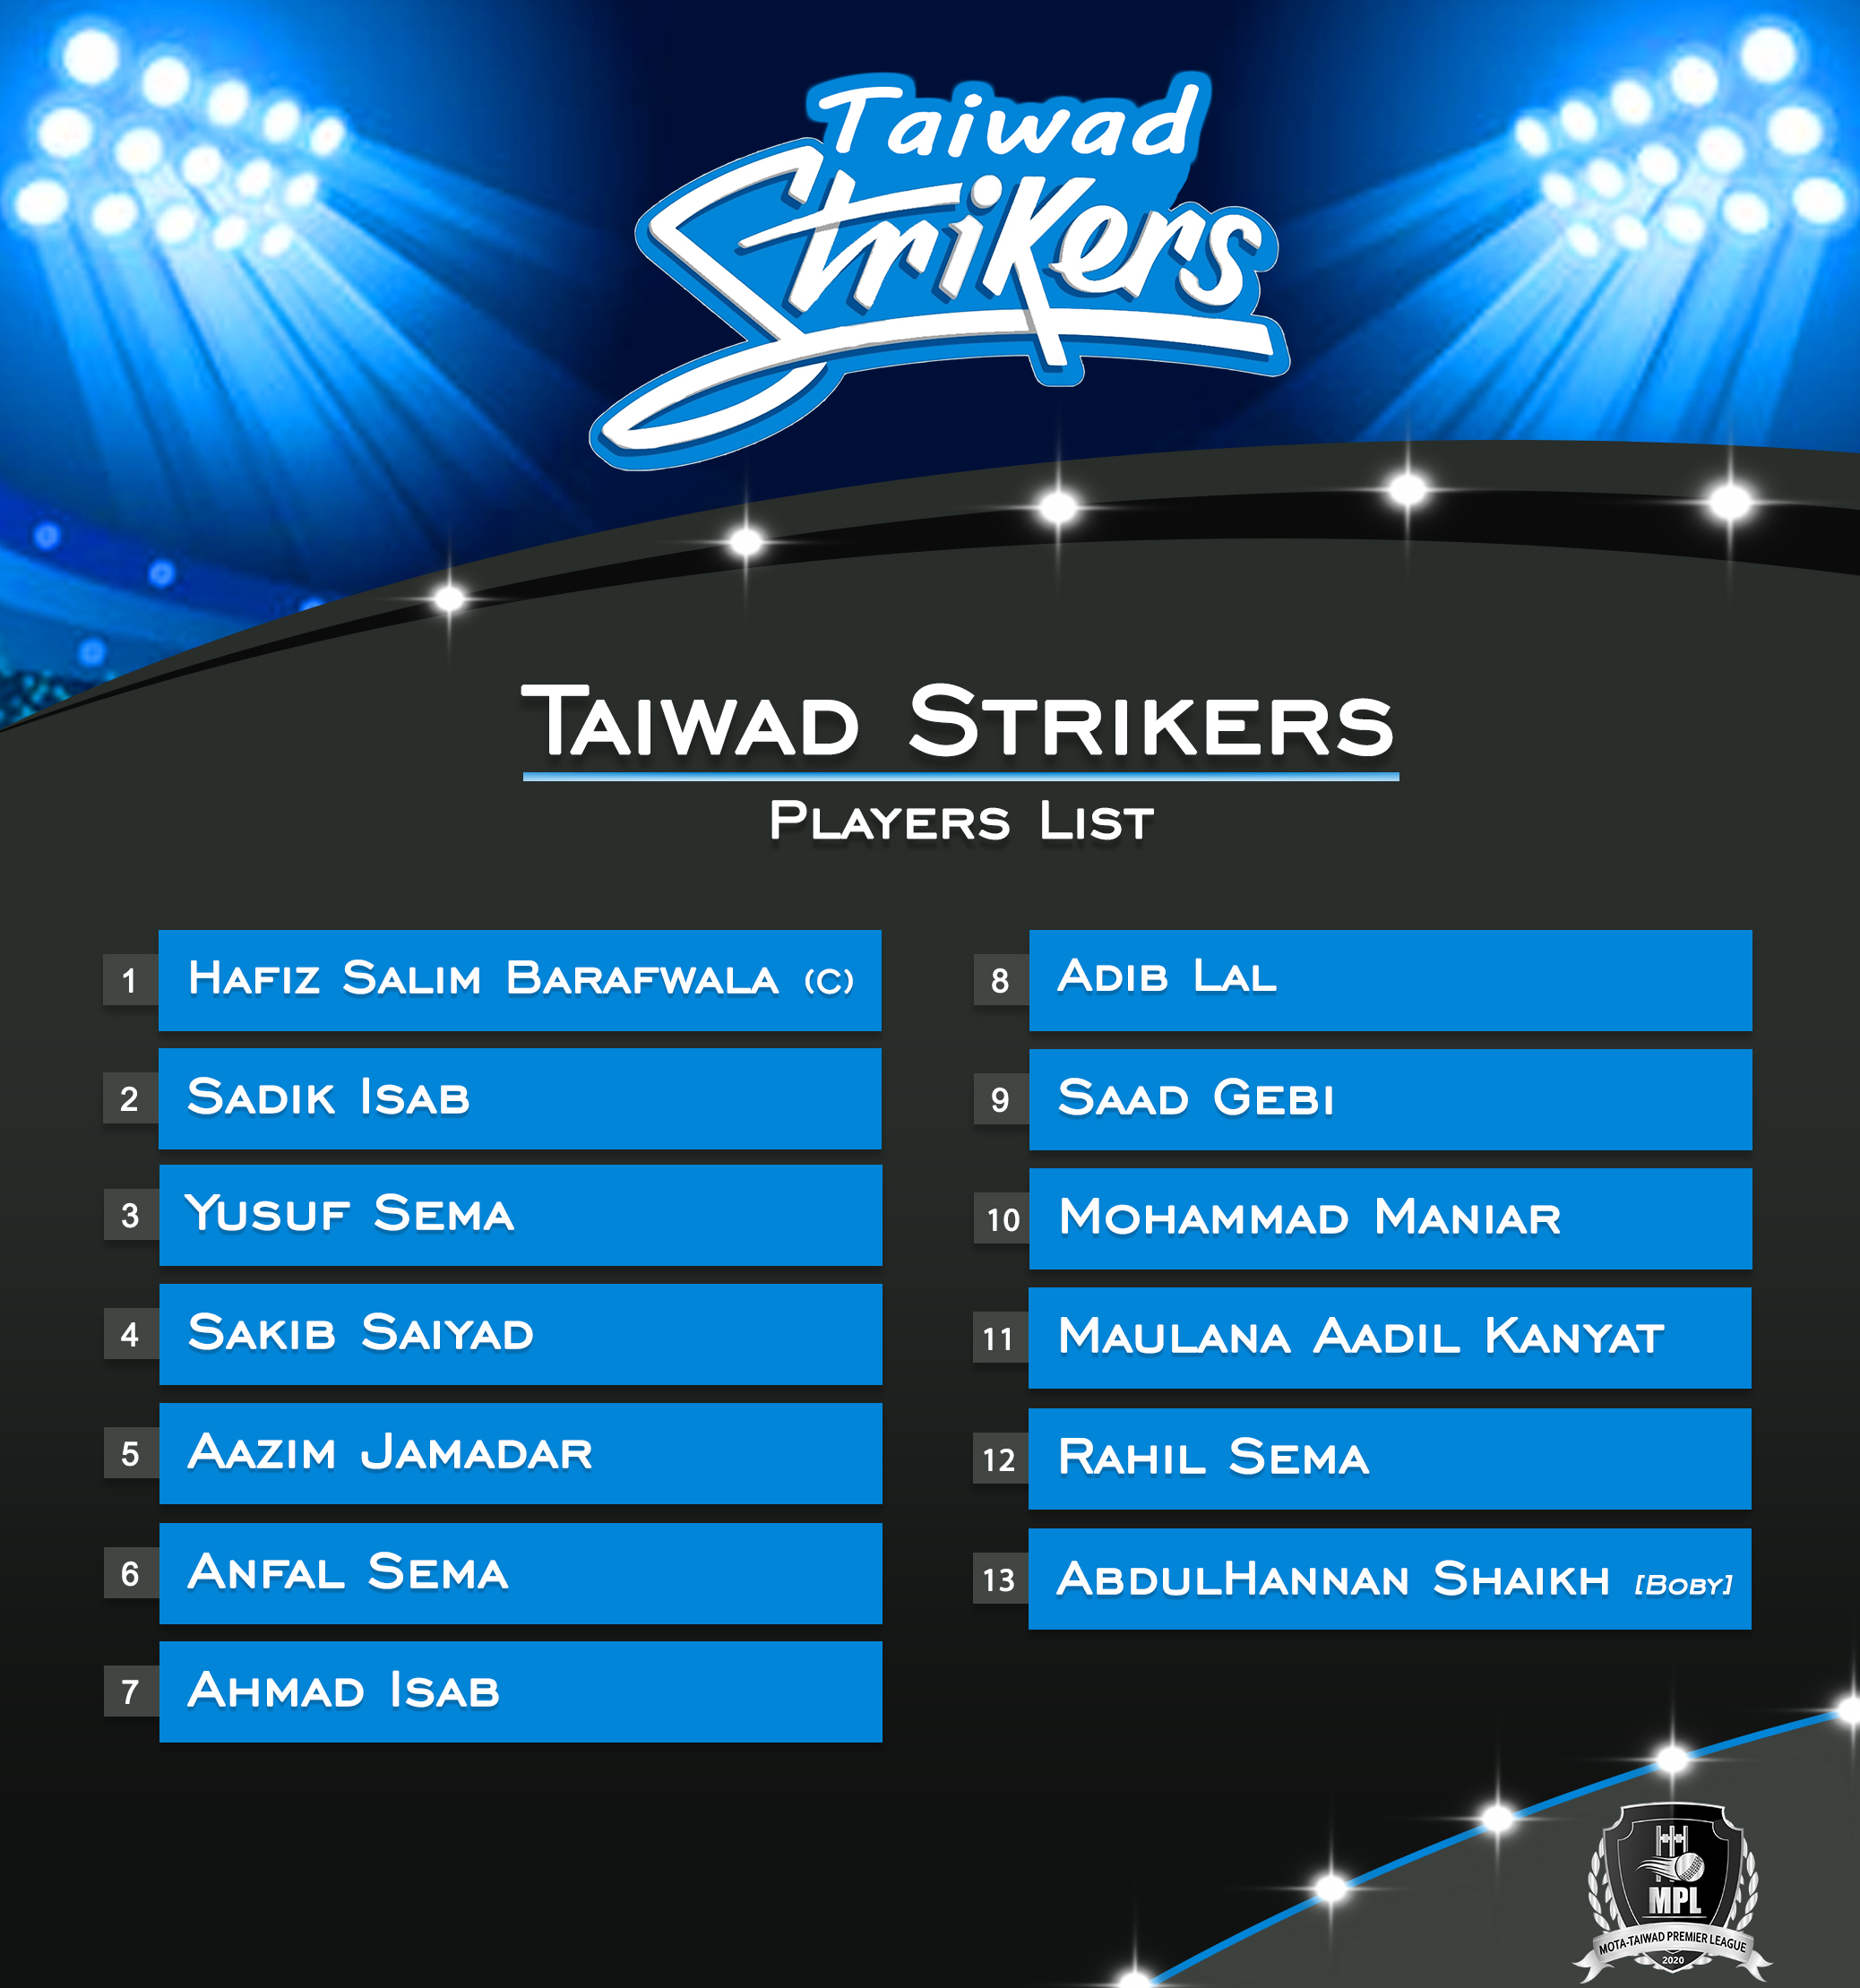 Taiwad
Strikers
Taiwad Strikers
Players List
1 Hafiz Salim Barafwala (C)
2 Sadik Isab
3 Yusuf Sema
4 Sakib Saiyad
5 Aazim Jamadar
6 Anfal Sema
7 Ahmad Isab
8 Adib Lal
9 Saad Gebi
10 Mohammad Maniar
11 Maulana Aadil Kanyat
12 Rahil Sema
13 AbdulHannan Shaikh [Boby]
MPL
MOTA-TAIWAD PREMIER LEAGUE
2020